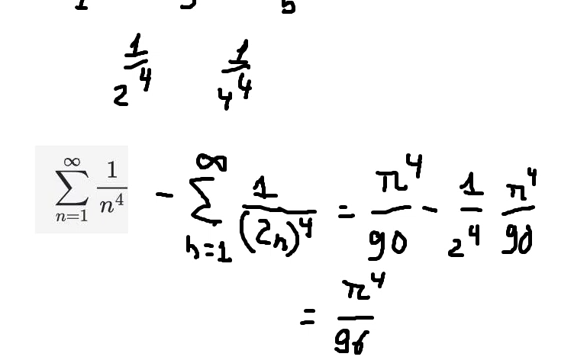 1/2^4 1/4^4
∞ ∑ n=1 1/n^4 - ∞ ∑ n=1 1/(2n)^4 = π^4/90 - 1/2^4 π^4/90
= π^4/96